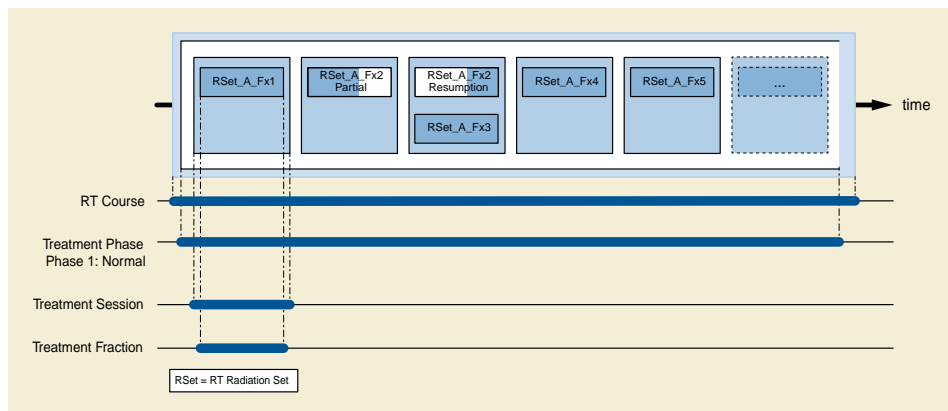 RSet_A_Fx1
RSet_A_Fx2
Partial
RSet_A_Fx2
Resumption
RSet_A_Fx3
RSet_A_Fx4
RSet_A_Fx5
...
time
RT Course
Treatment Phase
Phase 1: Normal
Treatment Session
Treatment Fraction
RSet = RT Radiation Set